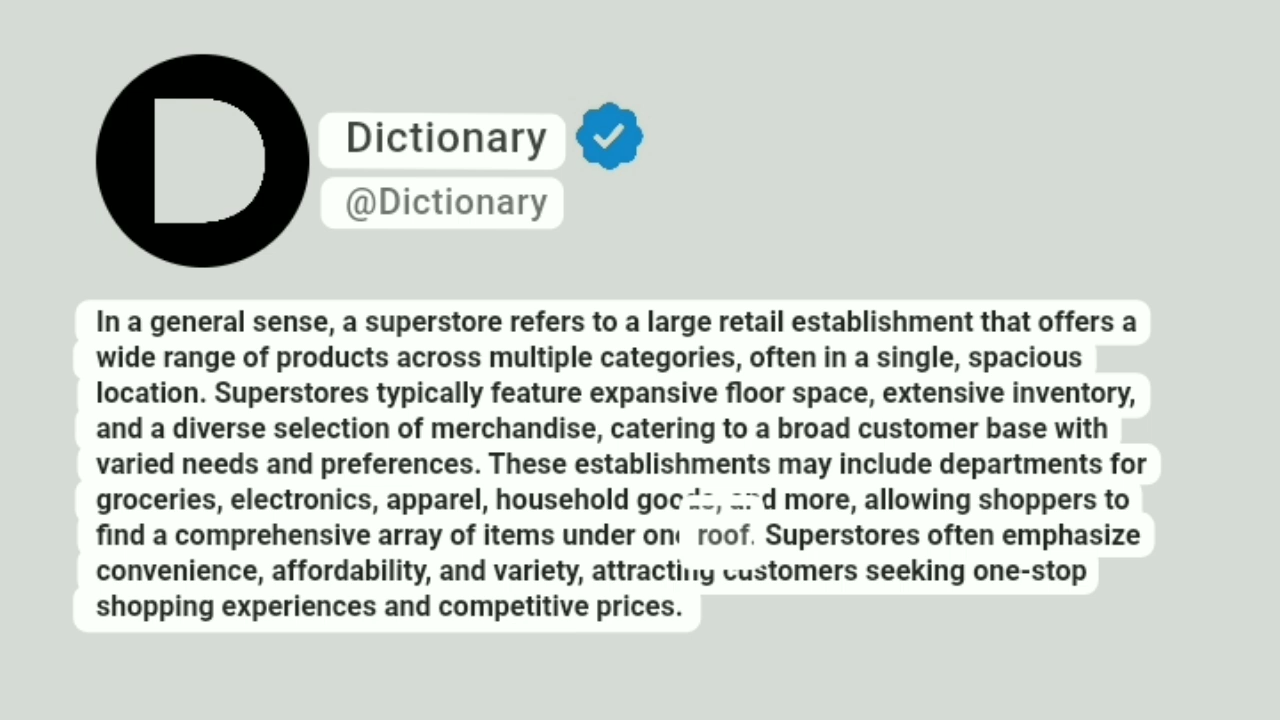 D
Dictionary
@Dictionary
In a general sense, a superstore refers to a large retail establishment that offers a
wide range of products across multiple categories, often in a single, spacious
location. Superstores typically feature expansive floor space, extensive inventory,
and a diverse selection of merchandise, catering to a broad customer base with
varied needs and preferences. These establishments may include departments for
groceries, electronics, apparel, household goods, and more, allowing shoppers to
find a comprehensive array of items under one roof. Superstores often emphasize
convenience, affordability, and variety, attracting customers seeking one-stop
shopping experiences and competitive prices.